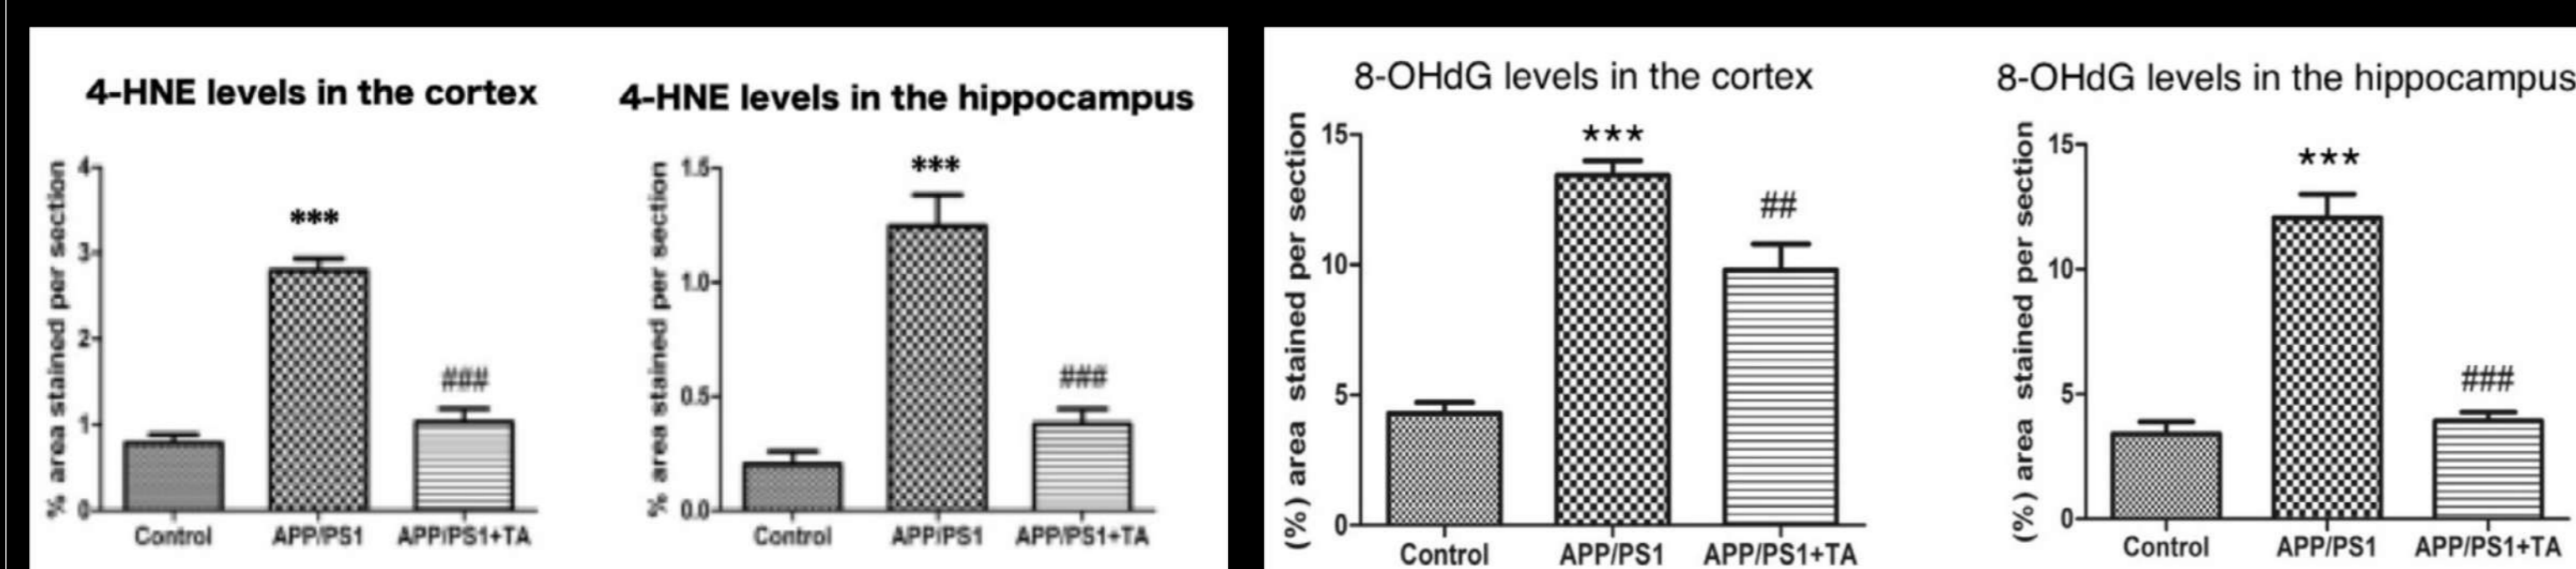 4-HNE levels in the cortex
% area stained per section
4
3
2
1
0
***
###
Control
APP/PS1
APP/PS1+TA
4-HNE levels in the hippocampus
% area stained per section
1.5
1.0
0.5
0.0
***
###
Control
APP/PS1
APP/PS1+TA
8-OHdG levels in the cortex
(%) area stained per section
15
10
5
0
***
##
Control
APP/PS1
APP/PS1+TA
8-OHdG levels in the hippocampus
(%) area stained per section
15
10
5
0
***
###
Control
APP/PS1
APP/PS1+TA